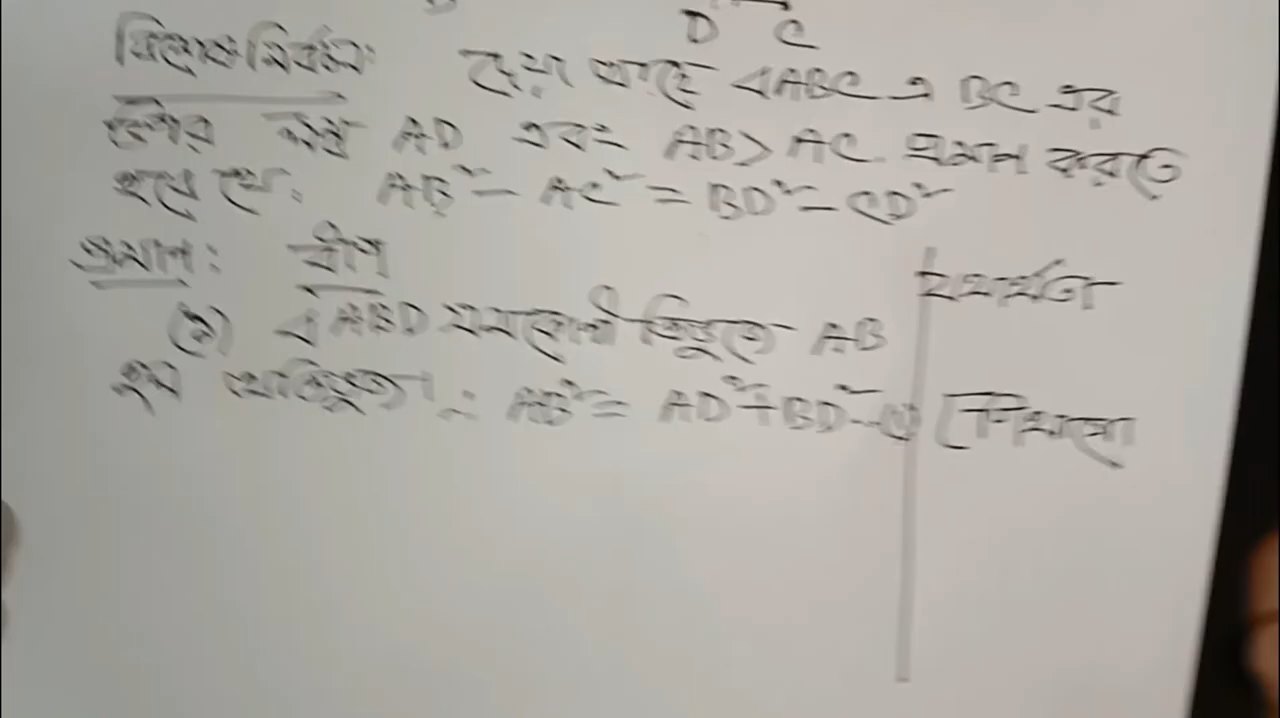 D C
বিশেষ নির্বচন: দেয়া আছে △ABC এ BC এর
উপর লম্ব AD এবং AB > AC. প্রমাণ করতে
হবে যে, AB² – AC² = BD² – CD²
প্রমাণ: ধাপ যথার্থতা
(১) △ABD সমকোণী ত্রিভুজে AB
হয় অতিভুজ। ∴ AB² = AD² + BD² –